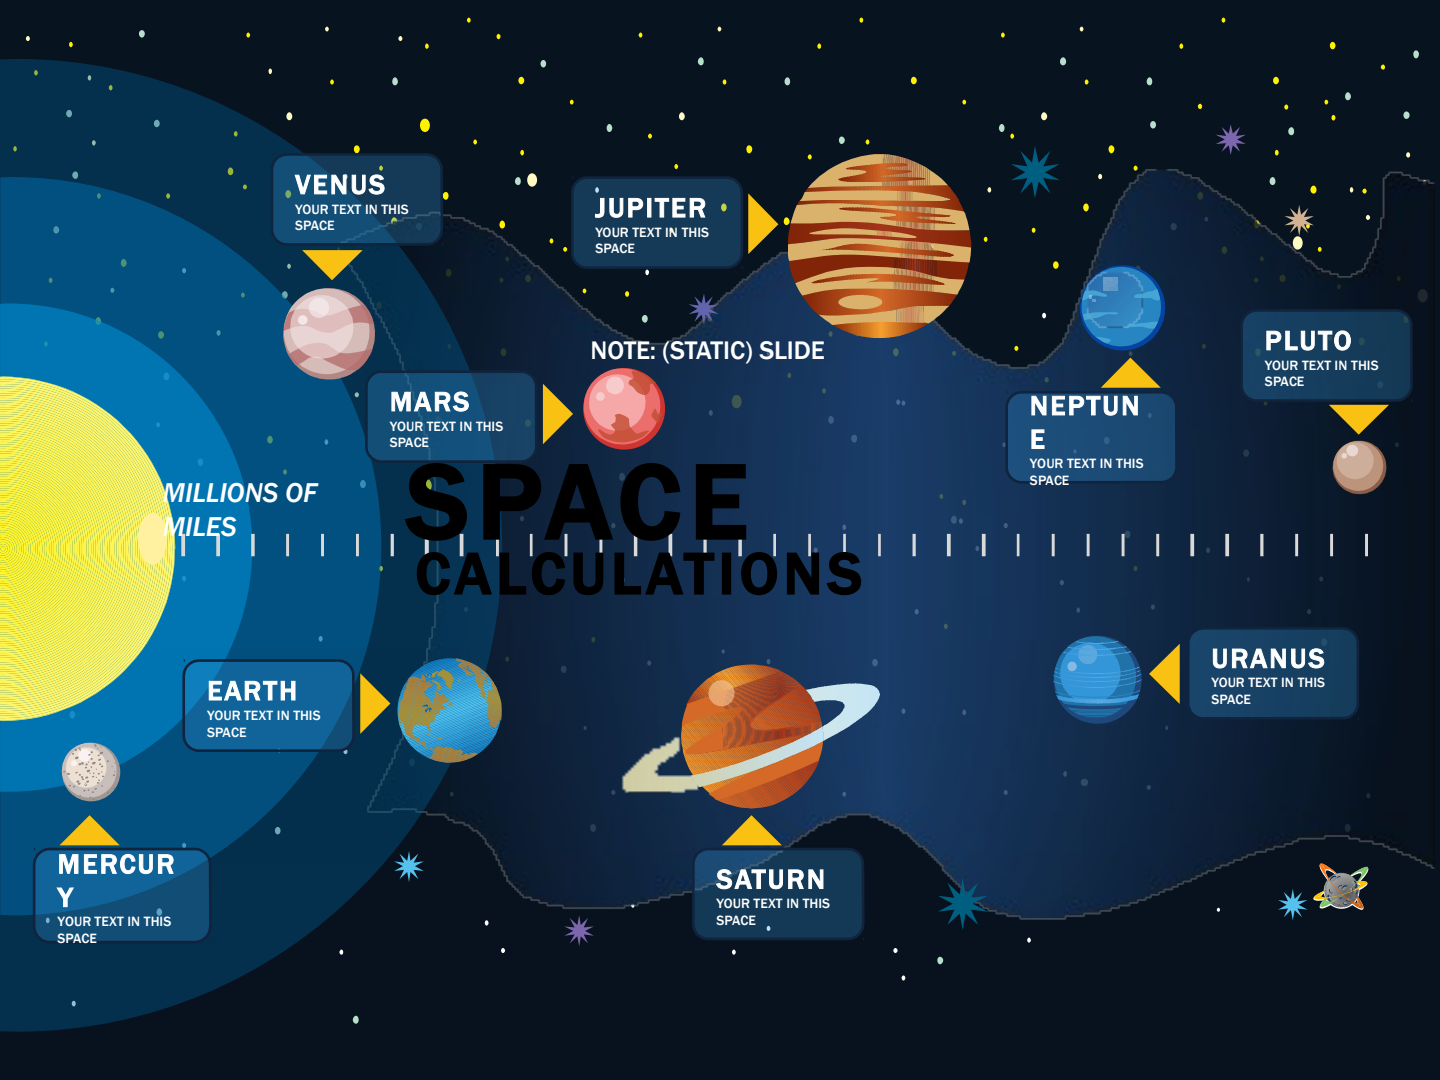 VENUS
YOUR TEXT IN THIS
SPACE
JUPITER
YOUR TEXT IN THIS
SPACE
NOTE: (STATIC) SLIDE
PLUTO
YOUR TEXT IN THIS
SPACE
MARS
YOUR TEXT IN THIS
SPACE
NEPTUN
E
YOUR TEXT IN THIS
SPACE
MILLIONS OF
MILES
SPACE
CALCULATIONS
EARTH
YOUR TEXT IN THIS
SPACE
URANUS
YOUR TEXT IN THIS
SPACE
MERCUR
Y
YOUR TEXT IN THIS
SPACE
SATURN
YOUR TEXT IN THIS
SPACE